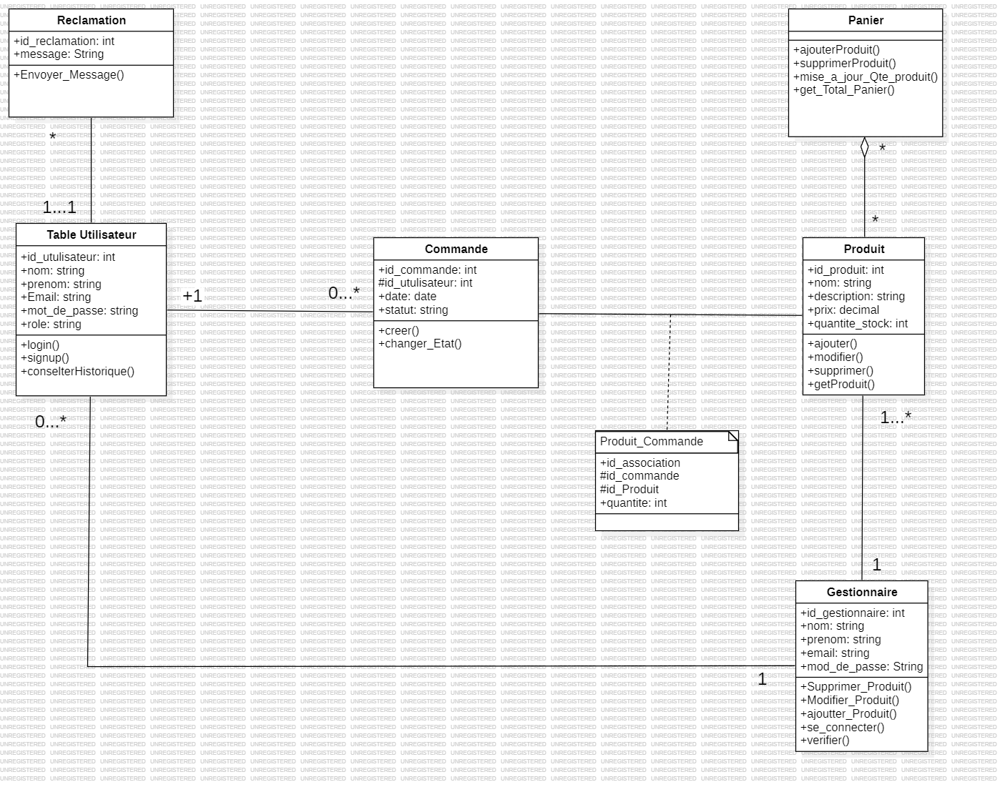 Reclamation
+id_reclamation: int
+message: String
+Envoyer_Message()
*
1...1
Table Utilisateur
+id_utulisateur: int
+nom: string
+prenom: string
+Email: string
+mot_de_passe: string
+role: string
+login()
+signup()
+conselterHistorique()
+1
0...*
0...*
Commande
+id_commande: int
#id_utulisateur: int
+date: date
+statut: string
+creer()
+changer_Etat()
Panier
+ajouterProduit()
+supprimerProduit()
+mise_a_jour_Qte_produit()
+get_Total_Panier()
*
*
Produit
+id_produit: int
+nom: string
+description: string
+prix: decimal
+quantite_stock: int
+ajouter()
+modifier()
+supprimer()
+getProduit()
1...*
Produit_Commande
+id_association
#id_commande
#id_Produit
+quantite: int
1
Gestionnaire
+id_gestionnaire: int
+nom: string
+prenom: string
+email: string
+mod_de_passe: String
+Supprimer_Produit()
+Modifier_Produit()
+ajoutter_Produit()
+se_connecter()
+verifier()
1
UNREGISTERED